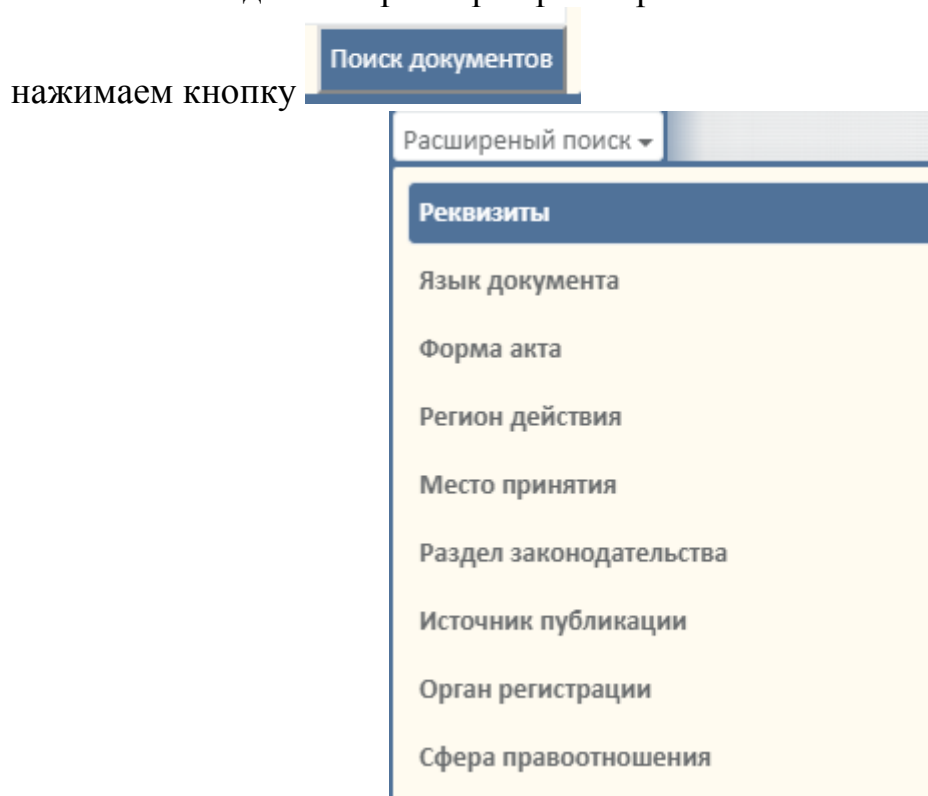 нажимаем кнопку Поиск документов
Расширеный поиск
Реквизиты
Язык документа
Форма акта
Регион действия
Место принятия
Раздел законодательства
Источник публикации
Орган регистрации
Сфера правоотношения